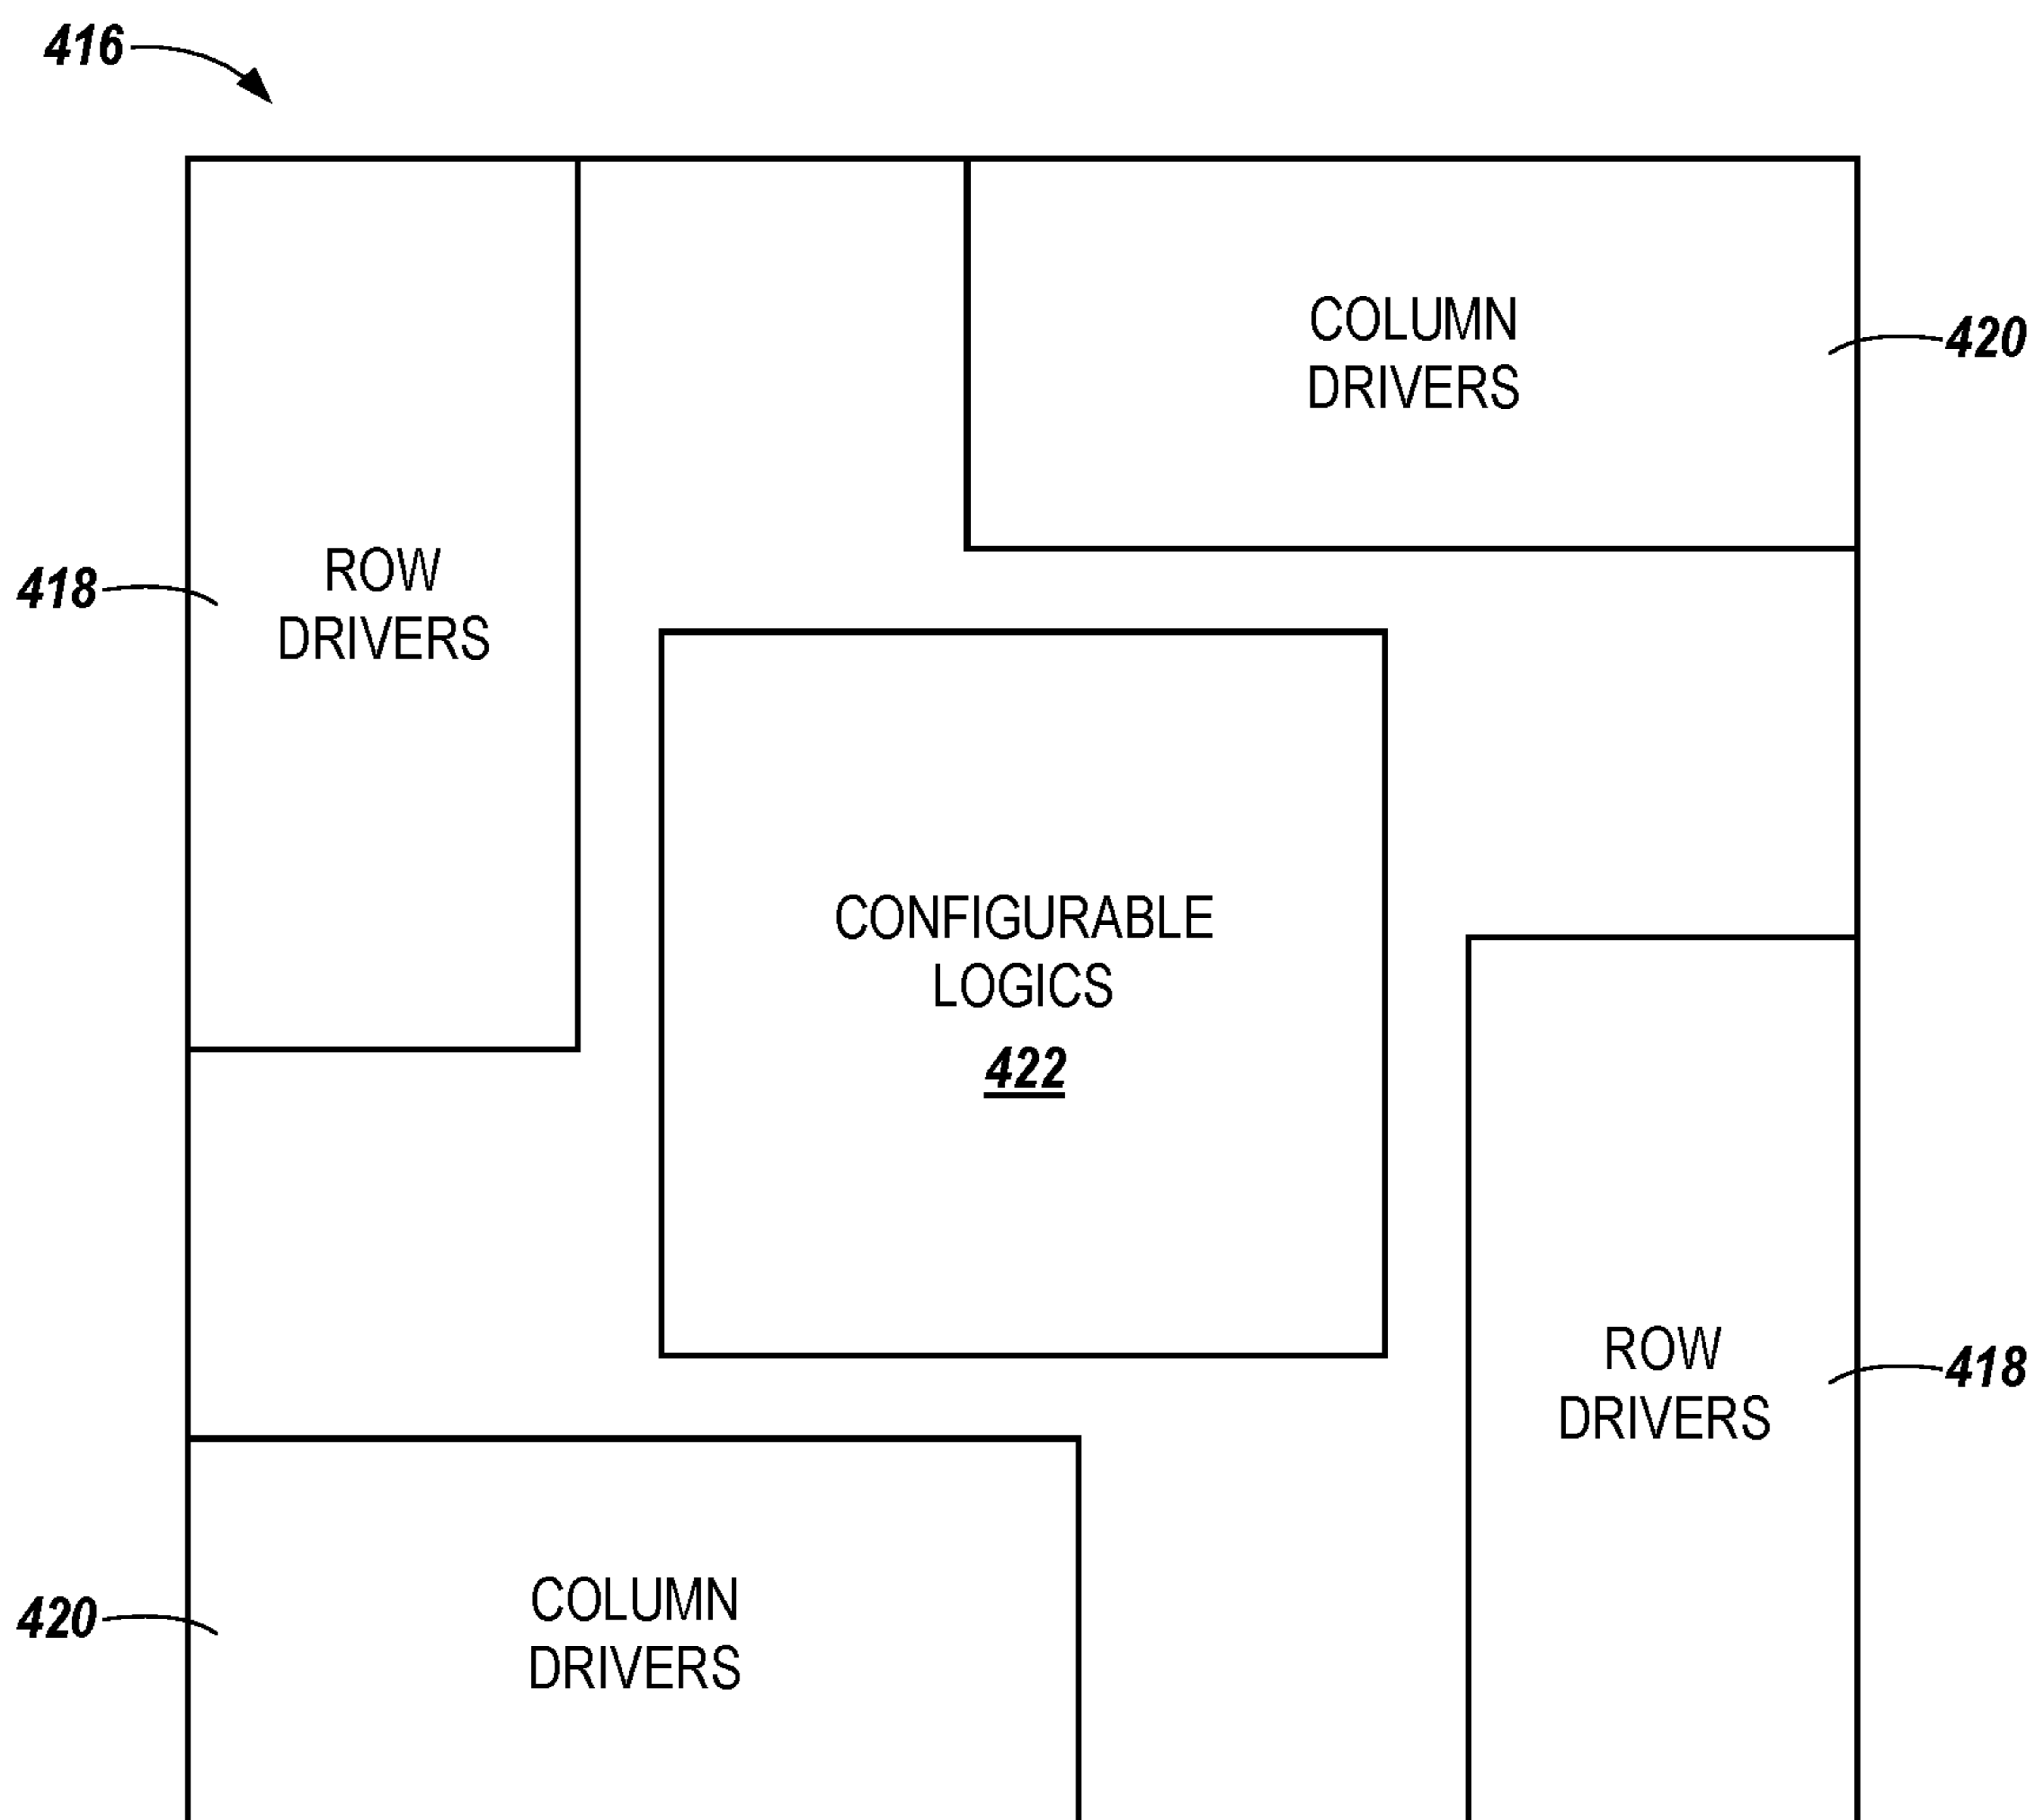 416
COLUMN
DRIVERS
420
ROW
DRIVERS
418
CONFIGURABLE
LOGICS
422
ROW
DRIVERS
418
COLUMN
DRIVERS
420